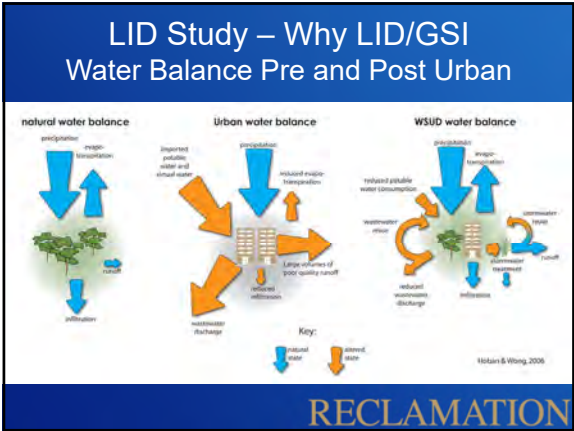 LID Study – Why LID/GSI
Water Balance Pre and Post Urban
natural water balance
precipitation
evapo-
transpiration
runoff
infiltration
Urban water balance
imported
potable
water and
virtual water
precipitation
reduced evapo-
transpiration
Large volumes of
poor quality runoff
reduced
infiltration
wastewater
discharge
Key:
natural
state
altered
state
WSUD water balance
precipitation
evapo-
transpiration
reduced potable
water consumption
wastewater
reuse
stormwater
reuse
runoff
stormwater
treatment
infiltration
reduced
wastewater
discharge
Hoban & Wong, 2006
RECLAMATION